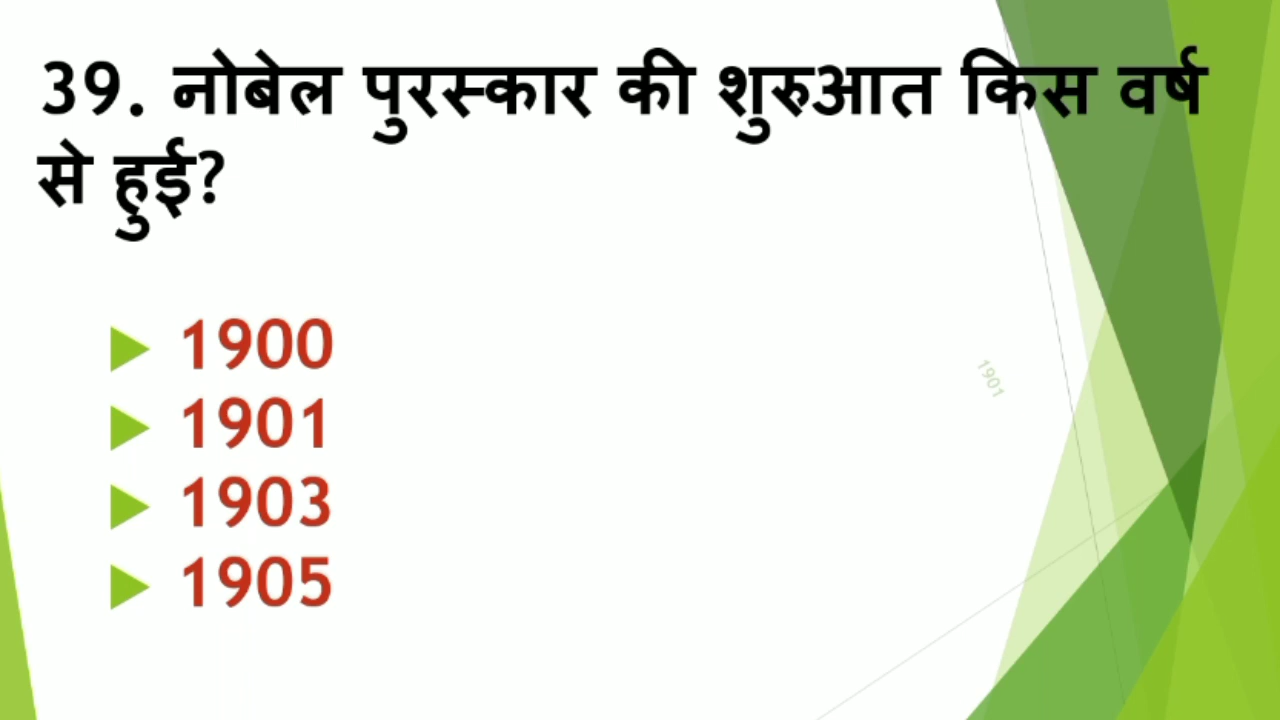 39. नोबेल पुरस्कार की शुरुआत किस वर्ष
से हुई?
1900
1901
1903
1905
1901